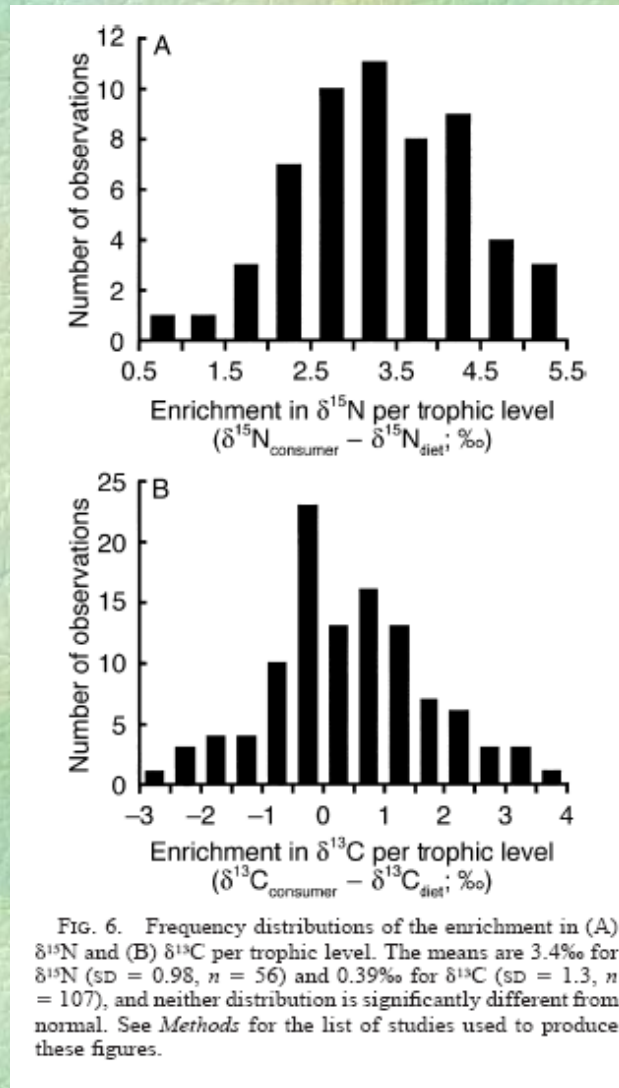 A
12
10
8
6
4
2
0
Number of observations
0.5 1.5 2.5 3.5 4.5 5.5
Enrichment in δ¹⁵N per trophic level
(δ¹⁵Nconsumer – δ¹⁵Ndiet; ‰)
B
25
20
15
10
5
0
Number of observations
–3 –2 –1 0 1 2 3 4
Enrichment in δ¹³C per trophic level
(δ¹³Cconsumer – δ¹³Cdiet; ‰)
FIG. 6. Frequency distributions of the enrichment in (A)
δ¹⁵N and (B) δ¹³C per trophic level. The means are 3.4‰ for
δ¹⁵N (SD = 0.98, n = 56) and 0.39‰ for δ¹³C (SD = 1.3, n
= 107), and neither distribution is significantly different from
normal. See Methods for the list of studies used to produce
these figures.